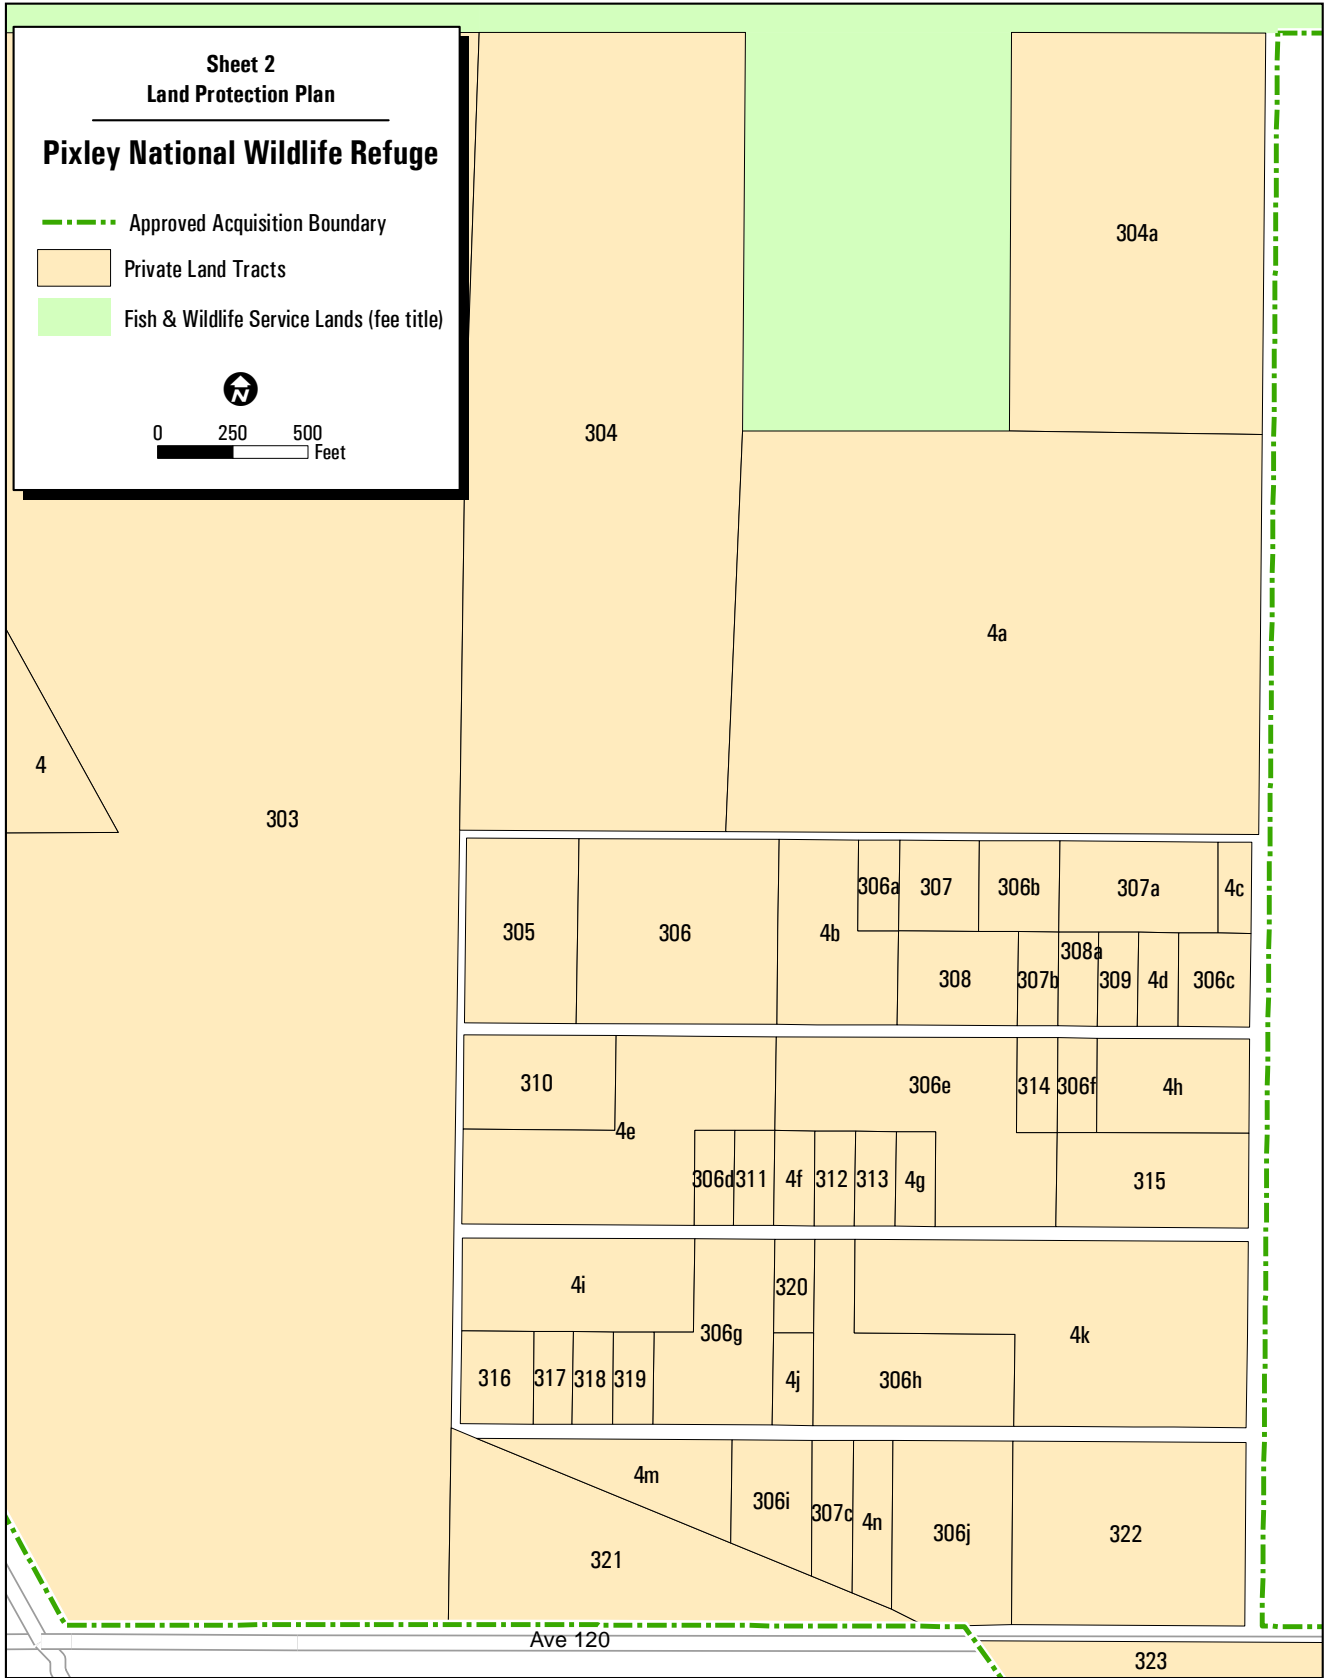 Sheet 2
Land Protection Plan
Pixley National Wildlife Refuge
Approved Acquisition Boundary
Private Land Tracts
Fish & Wildlife Service Lands (fee title)
N
0 250 500
Feet
304a
304
4a
4
303
306a 307 306b 307a 4c
305 306 4b
308 307b 308a 309 4d 306c
310 306e 314 306f 4h
4e
306d 311 4f 312 313 4g 315
4i 320
306g 4k
316 317 318 319 4j 306h
4m
306i 307c 4n 306j 322
321
Ave 120
323